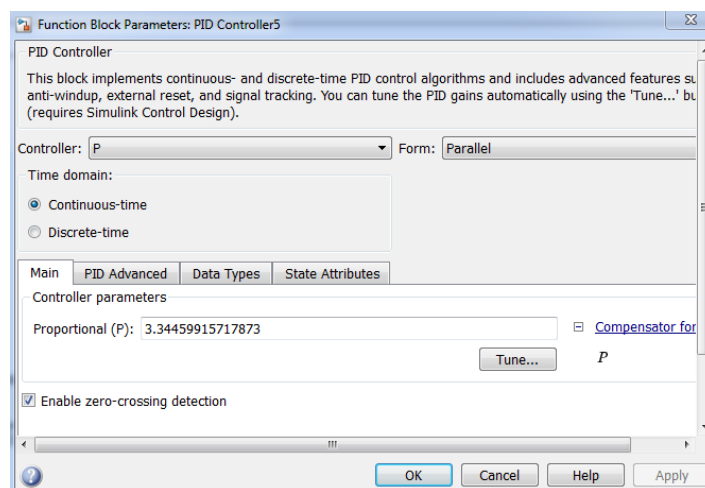 Function Block Parameters: PID Controller5
PID Controller
This block implements continuous- and discrete-time PID control algorithms and includes advanced features su
anti-windup, external reset, and signal tracking. You can tune the PID gains automatically using the 'Tune...' bu
(requires Simulink Control Design).
Controller: P Form: Parallel
Time domain:
Continuous-time
Discrete-time
Main PID Advanced Data Types State Attributes
Controller parameters
Proportional (P): 3.34459915717873 Compensator for
Tune... P
Enable zero-crossing detection
OK Cancel Help Apply